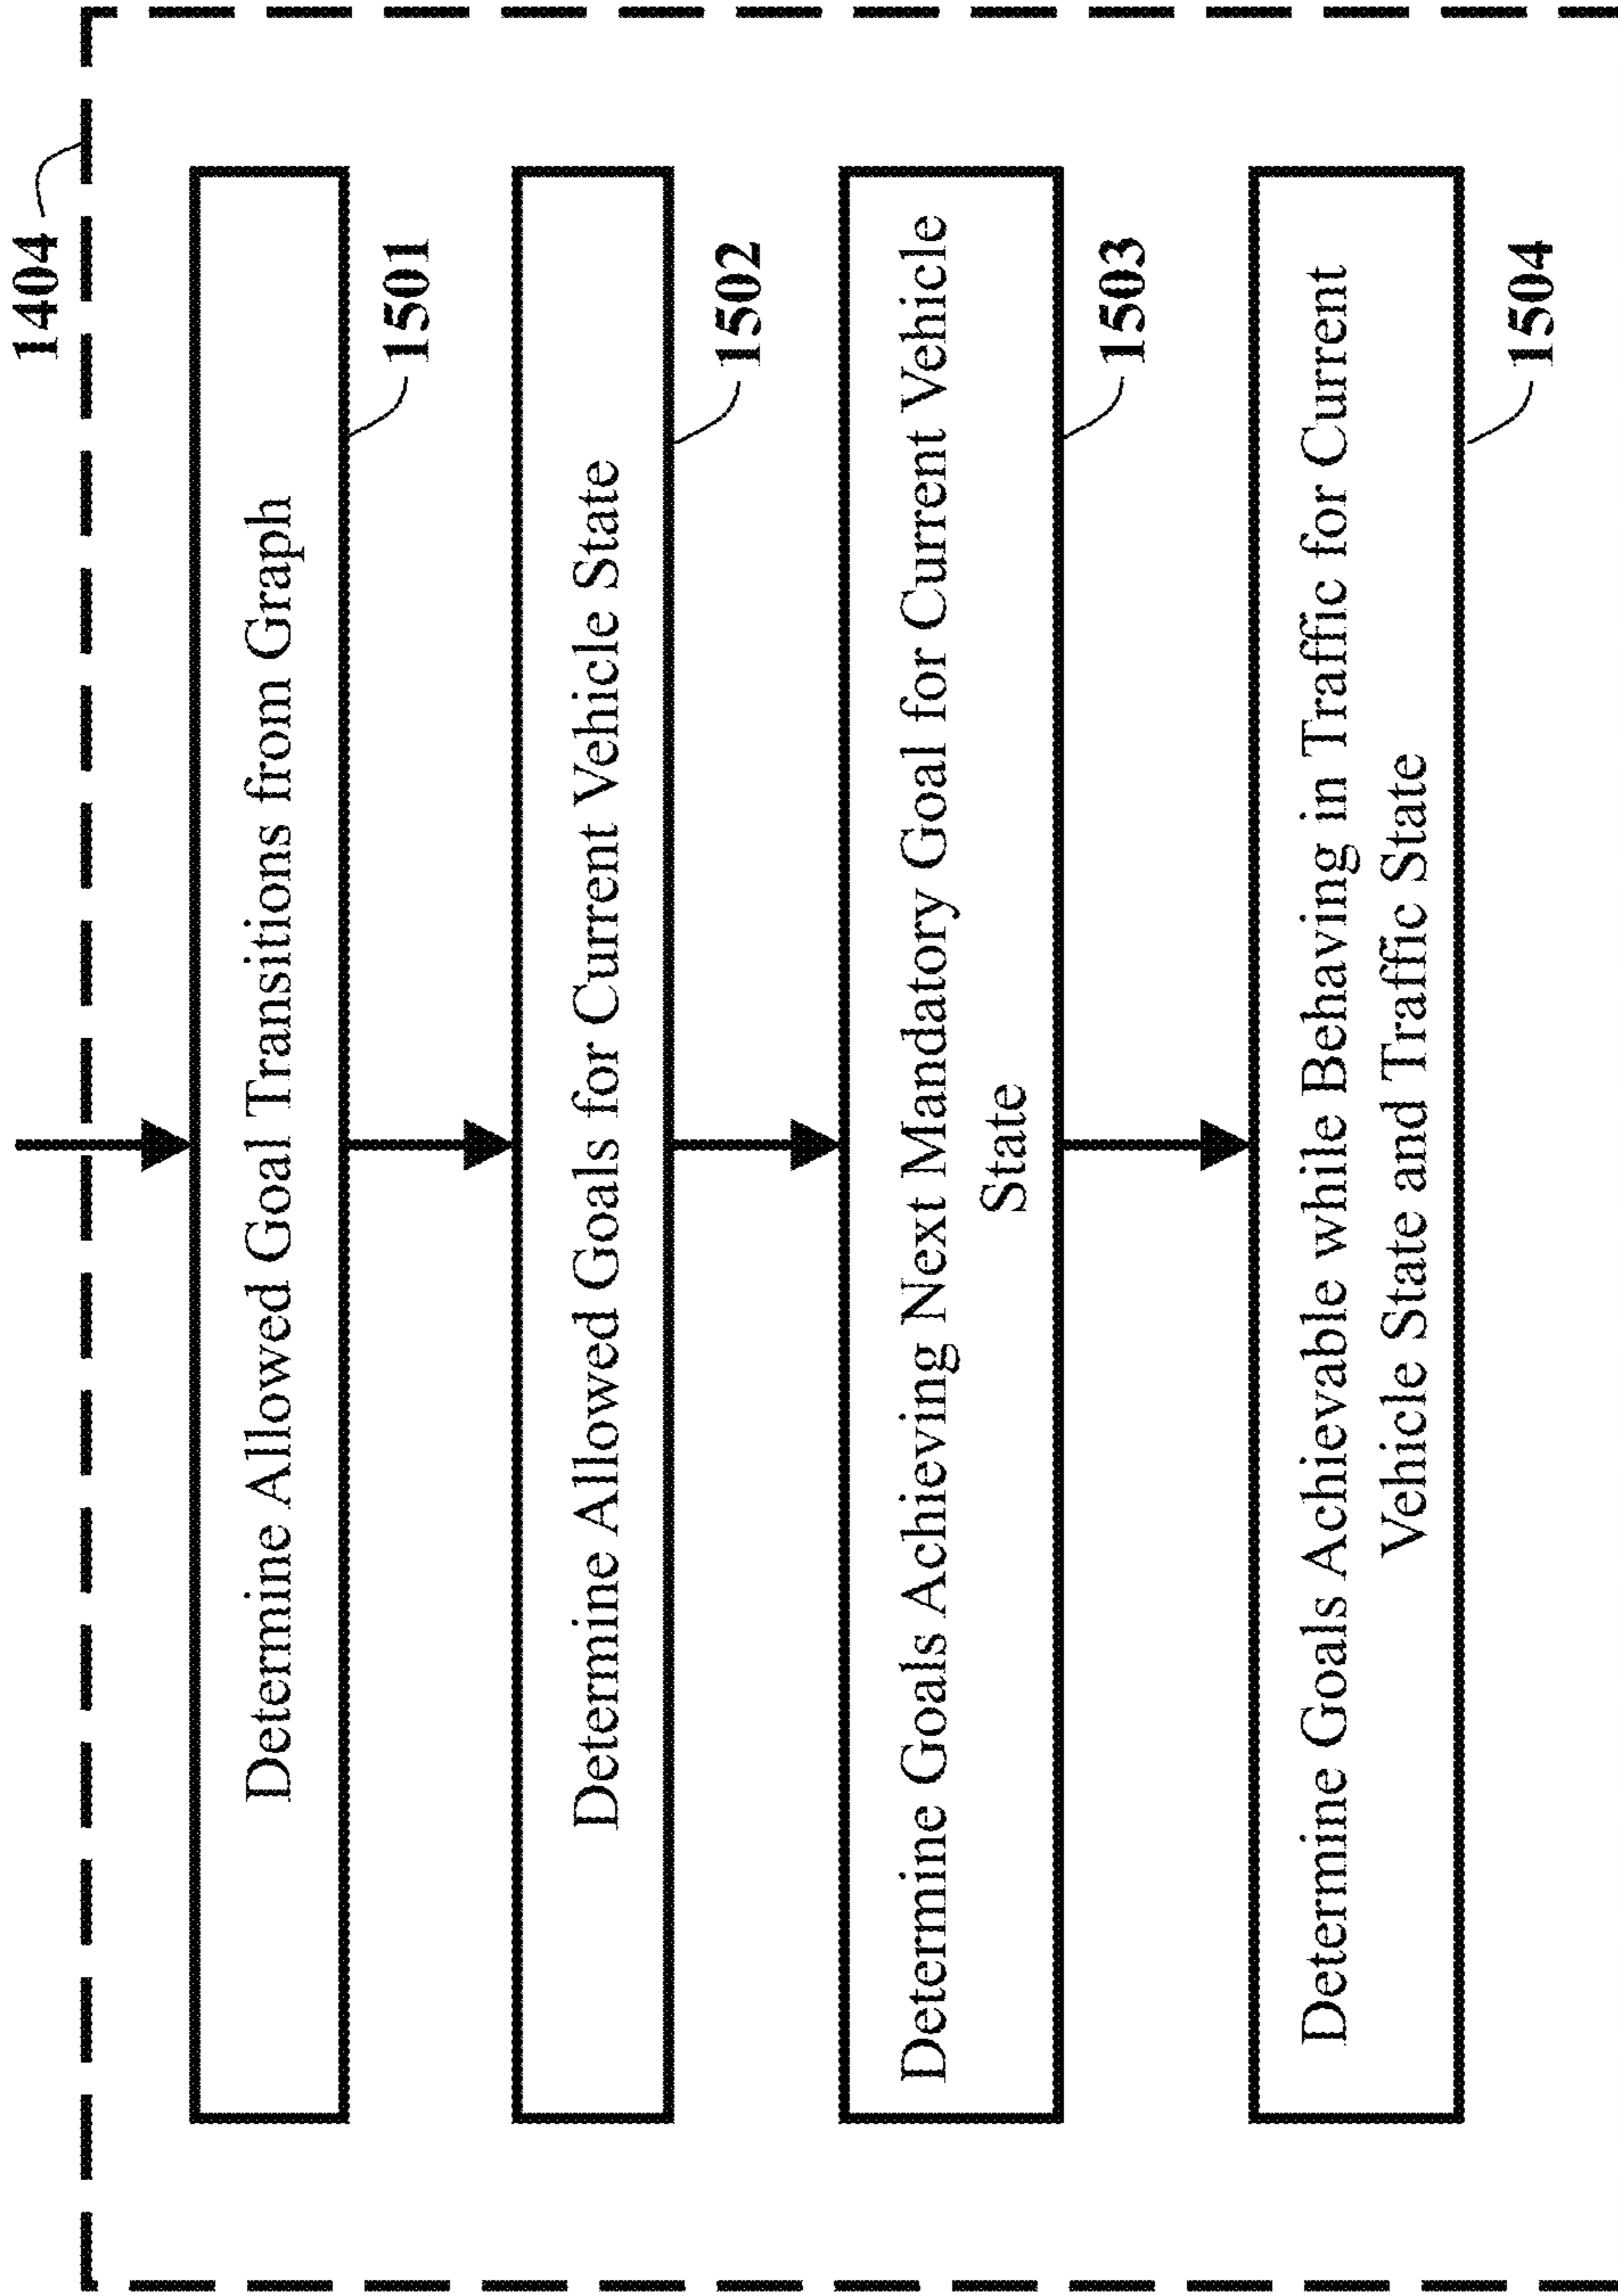 1404
Determine Allowed Goal Transitions from Graph
1501
Determine Allowed Goals for Current Vehicle State
1502
Determine Goals Achieving Next Mandatory Goal for Current Vehicle
State
1503
Determine Goals Achievable while Behaving in Traffic for Current
Vehicle State and Traffic State
1504